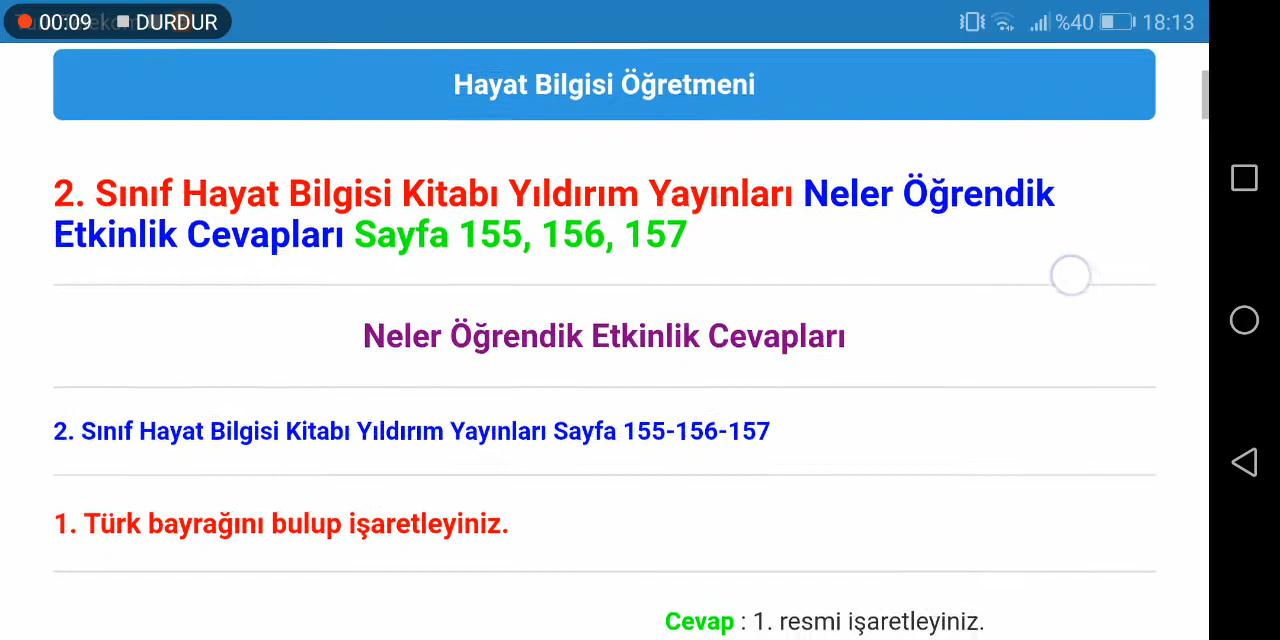 00:09 DURDUR %40 18:13
Hayat Bilgisi Öğretmeni
2. Sınıf Hayat Bilgisi Kitabı Yıldırım Yayınları Neler Öğrendik
Etkinlik Cevapları Sayfa 155, 156, 157
Neler Öğrendik Etkinlik Cevapları
2. Sınıf Hayat Bilgisi Kitabı Yıldırım Yayınları Sayfa 155-156-157
1. Türk bayrağını bulup işaretleyiniz.
Cevap : 1. resmi işaretleyiniz.